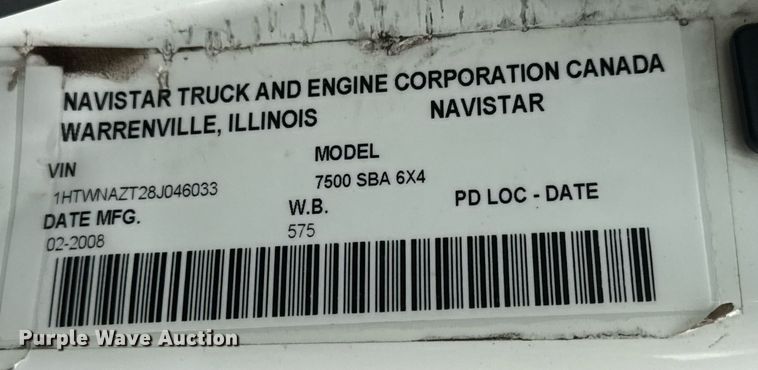 NAVISTAR TRUCK AND ENGINE CORPORATION CANADA
WARRENVILLE, ILLINOIS NAVISTAR
VIN MODEL
1HTWNAZT28J046033 7500 SBA 6X4
DATE MFG. W.B. PD LOC - DATE
02-2008 575
Purple Wave Auction